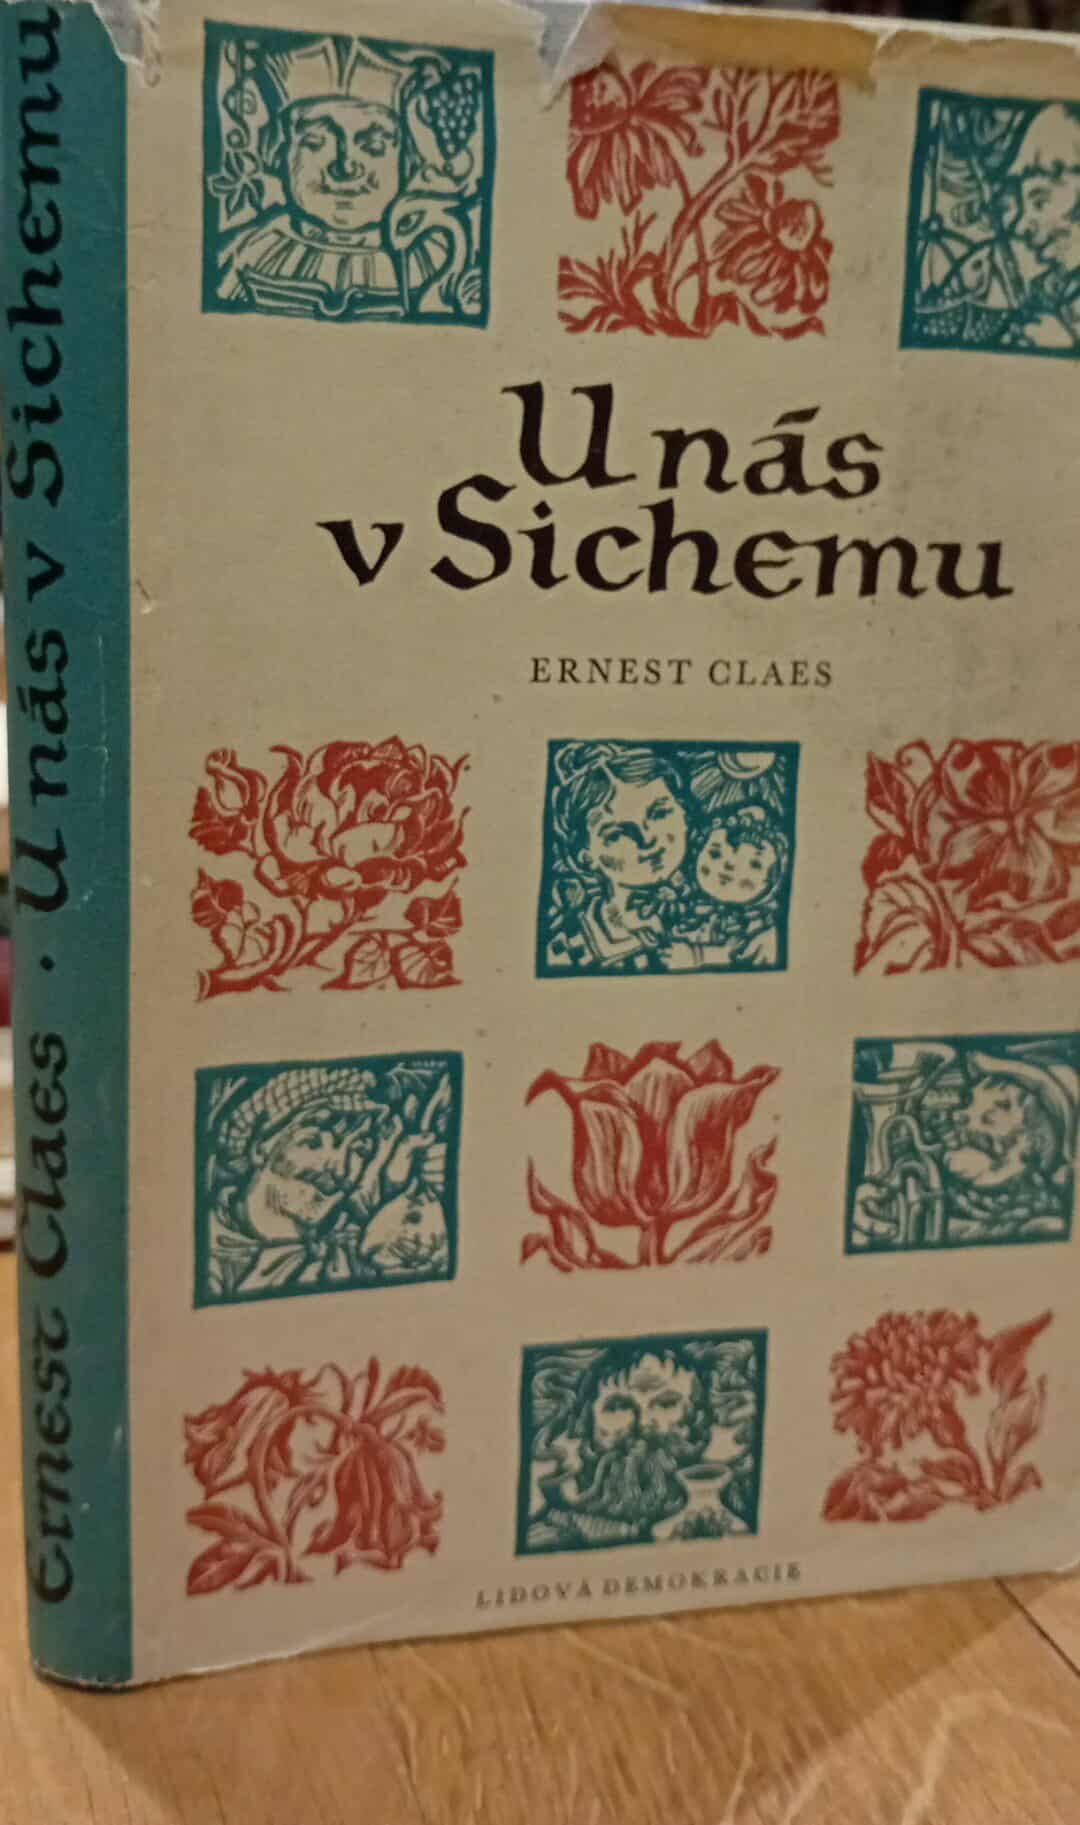 Ernest Claes · U nás v Sichemu
U nás
v Sichemu
ERNEST CLAES
LIDOVÁ DEMOKRACIE